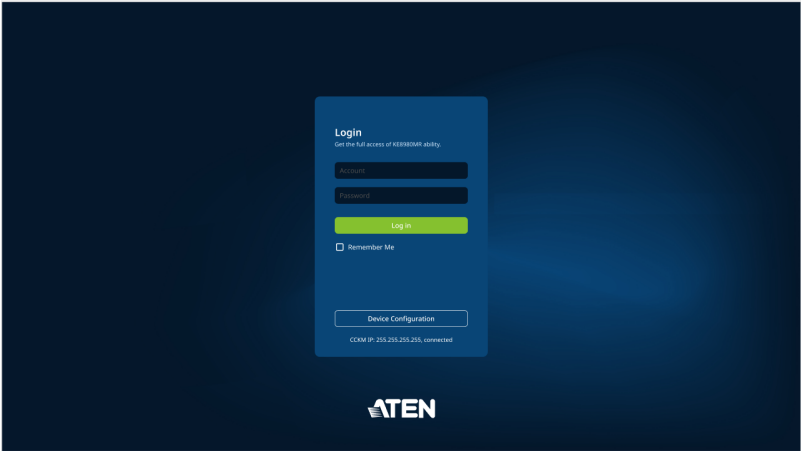 Login
Get the full access of KE8980MR ability.
Account
Password
Log in
Remember Me
Device Configuration
CCKM IP: 255.255.255.255, connected
ATEN